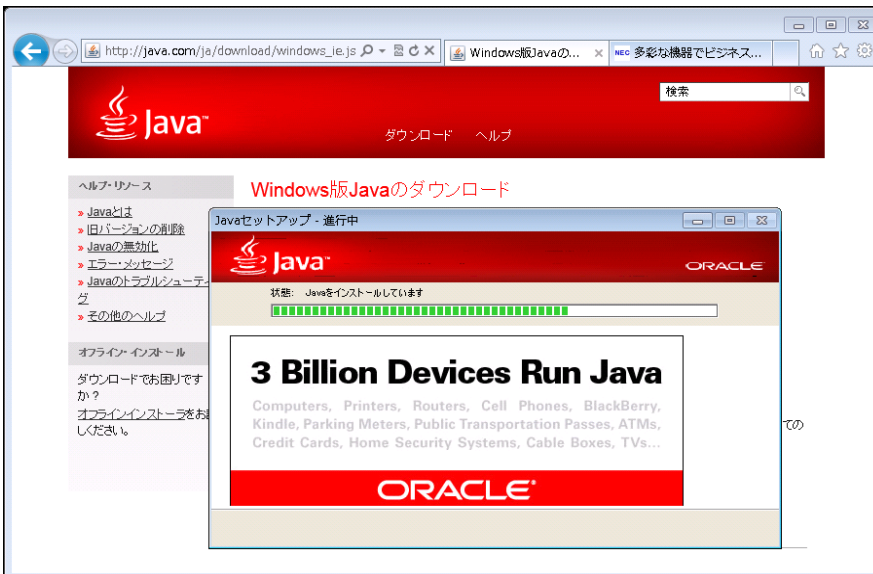 http://java.com/ja/download/windows_ie.js
Windows版Javaの...
NEC 多彩な機器でビジネス...
Java™
検索
ダウンロード ヘルプ
ヘルプ・リソース
» Javaとは
» 旧バージョンの削除
» Javaの無効化
» エラー・メッセージ
» Javaのトラブルシューティ
グ
» その他のヘルプ
オフライン・インストール
ダウンロードでお困りです
か?
オフラインインストーラをお
しください。
Windows版Javaのダウンロード
Javaセットアップ - 進行中
Java™
ORACLE
状態: Javaをインストールしています
3 Billion Devices Run Java
Computers, Printers, Routers, Cell Phones, BlackBerry,
Kindle, Parking Meters, Public Transportation Passes, ATMs,
Credit Cards, Home Security Systems, Cable Boxes, TVs...
ORACLE®
ての